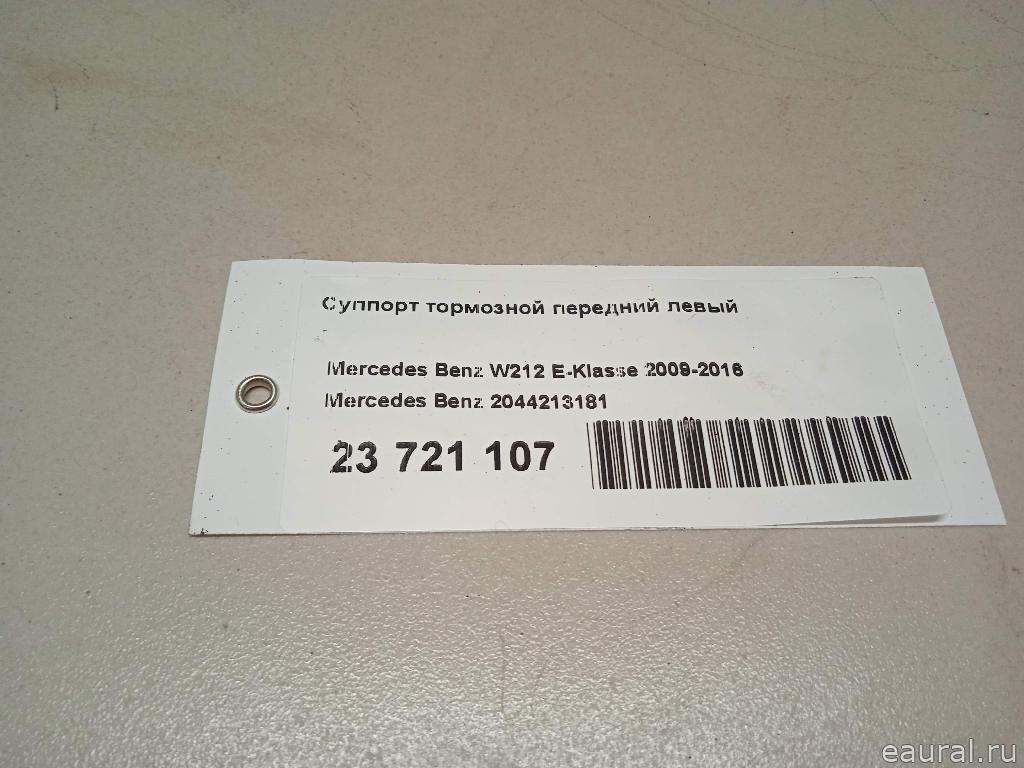 Суппорт тормозной передний левый
Mercedes Benz W212 E-Klasse 2009-2016
Mercedes Benz 2044213181
23 721 107
eaural.ru